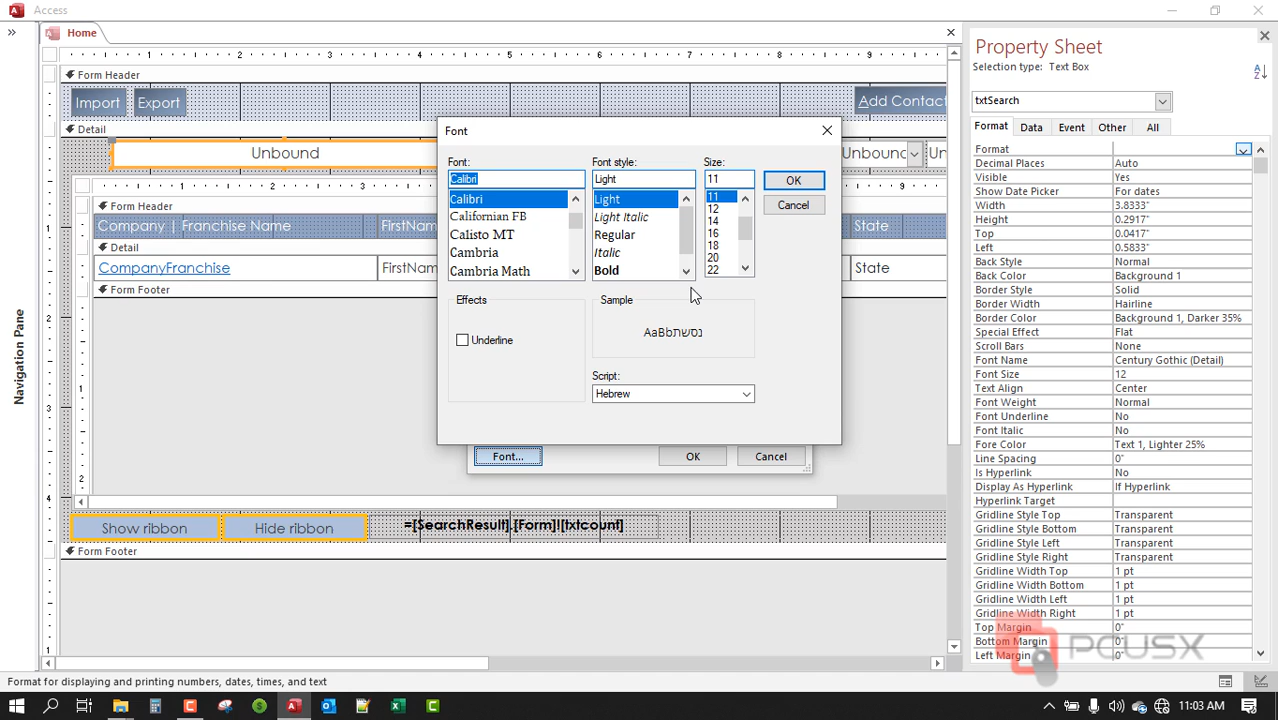 Access
Home
Form Header
Import
Export
Add Contact
Detail
Unbound
Unbound
Un
Form Header
Company | Franchise Name
FirstName
State
Detail
CompanyFranchise
FirstNam
State
Form Footer
Show ribbon
Hide ribbon
=[SearchResult].[Form]![txtcount]
Form Footer
Navigation Pane
Font
Font:
Calibri
Calibri
Californian FB
Calisto MT
Cambria
Cambria Math
Font style:
Light
Light
Light Italic
Regular
Italic
Bold
Size:
11
11
12
14
16
18
20
22
OK
Cancel
Effects
Underline
Sample
AaBbנסשת
Script:
Hebrew
Font...
OK
Cancel
Property Sheet
Selection type: Text Box
txtSearch
Format Data Event Other All
Format
Decimal Places Auto
Visible Yes
Show Date Picker For dates
Width 3.8333"
Height 0.2917"
Top 0.0417"
Left 0.5833"
Back Style Normal
Back Color Background 1
Border Style Solid
Border Width Hairline
Border Color Background 1, Darker 35%
Special Effect Flat
Scroll Bars None
Font Name Century Gothic (Detail)
Font Size 12
Text Align Center
Font Weight Normal
Font Underline No
Font Italic No
Fore Color Text 1, Lighter 25%
Line Spacing 0"
Is Hyperlink No
Display As Hyperlink If Hyperlink
Hyperlink Target
Gridline Style Top Transparent
Gridline Style Bottom Transparent
Gridline Style Left Transparent
Gridline Style Right Transparent
Gridline Width Top 1 pt
Gridline Width Bottom 1 pt
Gridline Width Left 1 pt
Gridline Width Right 1 pt
Top Margin 0"
Bottom Margin 0"
Left Margin 0"
PCUSX
Format for displaying and printing numbers, dates, times, and text
11:03 AM